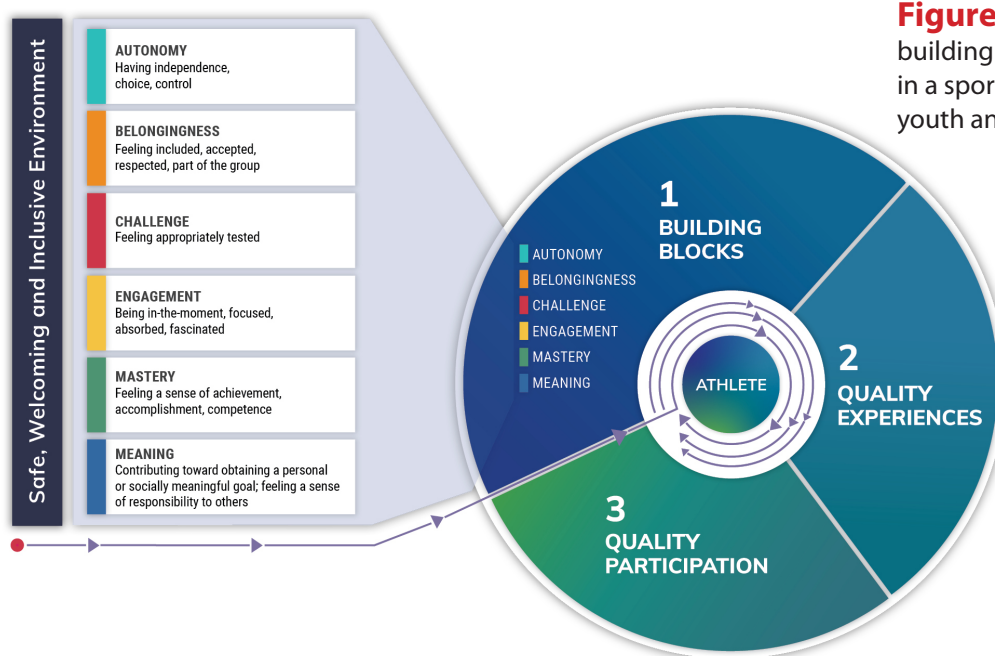 Figure
building
in a spor
youth an
Safe, Welcoming and Inclusive Environment
AUTONOMY
Having independence,
choice, control
BELONGINGNESS
Feeling included, accepted,
respected, part of the group
CHALLENGE
Feeling appropriately tested
ENGAGEMENT
Being in-the-moment, focused,
absorbed, fascinated
MASTERY
Feeling a sense of achievement,
accomplishment, competence
MEANING
Contributing toward obtaining a personal
or socially meaningful goal; feeling a sense
of responsibility to others
1
BUILDING
BLOCKS
AUTONOMY
BELONGINGNESS
CHALLENGE
ENGAGEMENT
MASTERY
MEANING
ATHLETE
2
QUALITY
EXPERIENCES
3
QUALITY
PARTICIPATION